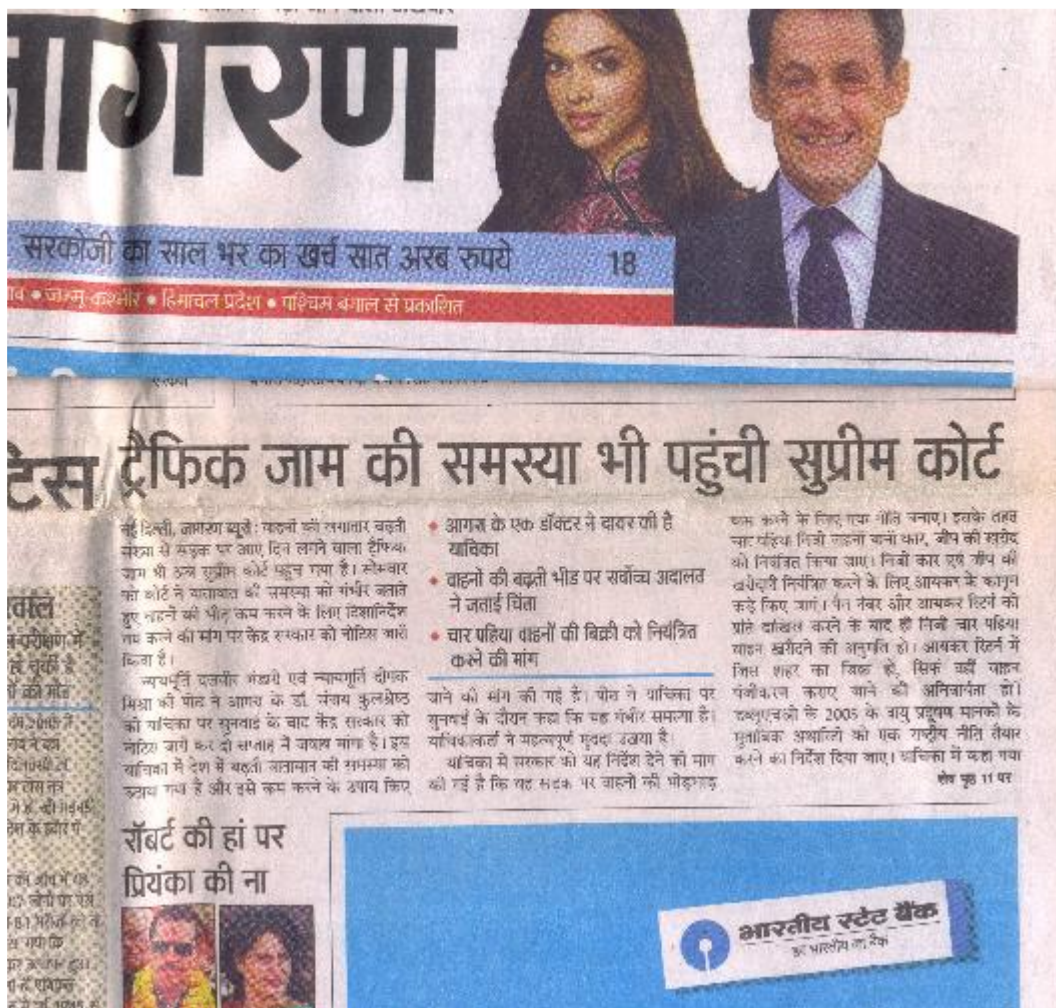 जागरण
सरकोजी का साल भर का खर्च सात अरब रुपये 18
जम्मू-कश्मीर • हिमाचल प्रदेश • पश्चिम बंगाल से प्रकाशित
ट्रैफिक जाम की समस्या भी पहुंची सुप्रीम कोर्ट
नई दिल्ली, जागरण ब्यूरो : वाहनों की लगातार बढ़ती
संख्या से सड़क पर आए दिन लगने वाला ट्रैफिक
जाम भी अब सुप्रीम कोर्ट पहुंच गया है। सोमवार
को कोर्ट ने यातायात की समस्या को गंभीर बताते
हुए वाहनों की भीड़ कम करने के लिए दिशानिर्देश
तय करने की मांग पर केंद्र सरकार को नोटिस जारी
किया है।
न्यायमूर्ति दलवीर भंडारी एवं न्यायमूर्ति दीपक
मिश्रा की पीठ ने आगरा के डॉ. संजय कुलश्रेष्ठ
की याचिका पर सुनवाई के बाद केंद्र सरकार को
नोटिस जारी कर दो सप्ताह में जवाब मांगा है। इस
याचिका में देश में बढ़ती यातायात की समस्या को
उठाया गया है और इसे कम करने के उपाय किए
• आगरा के एक डॉक्टर ने दायर की है
याचिका
• वाहनों की बढ़ती भीड़ पर सर्वोच्च अदालत
ने जताई चिंता
• चार पहिया वाहनों की बिक्री को नियंत्रित
करने की मांग
जाने की मांग की गई है। पीठ ने याचिका पर
सुनवाई के दौरान कहा कि यह गंभीर समस्या है।
याचिकाकर्ता ने महत्वपूर्ण मुद्दा उठाया है।
याचिका में सरकार को यह निर्देश देने की मांग
की गई है कि वह सड़क पर वाहनों की भीड़भाड़
कम करने के लिए एक नीति बनाए। इसके तहत
चार पहिया निजी वाहनों यानी कार, जीप की खरीद
को नियंत्रित किया जाए। निजी कार एवं जीप की
खरीदारी नियंत्रित करने के लिए आयकर के कानून
कड़े किए जाएं। पैन नंबर और आयकर रिटर्न की
प्रति दाखिल करने के बाद ही निजी चार पहिया
वाहन खरीदने की अनुमति हो। आयकर रिटर्न में
जिस शहर का जिक्र हो, सिर्फ वहीं वाहन
पंजीकरण कराए जाने की अनिवार्यता हो।
डब्लूएचओ के 2005 के वायु प्रदूषण मानकों के
मुताबिक अथॉरिटी को एक राष्ट्रीय नीति तैयार
करने का निर्देश दिया जाए। याचिका में कहा गया
शेष पृष्ठ 11 पर
रॉबर्ट की हां पर
प्रियंका की ना
भारतीय स्टेट बैंक
हर भारतीय का बैंक